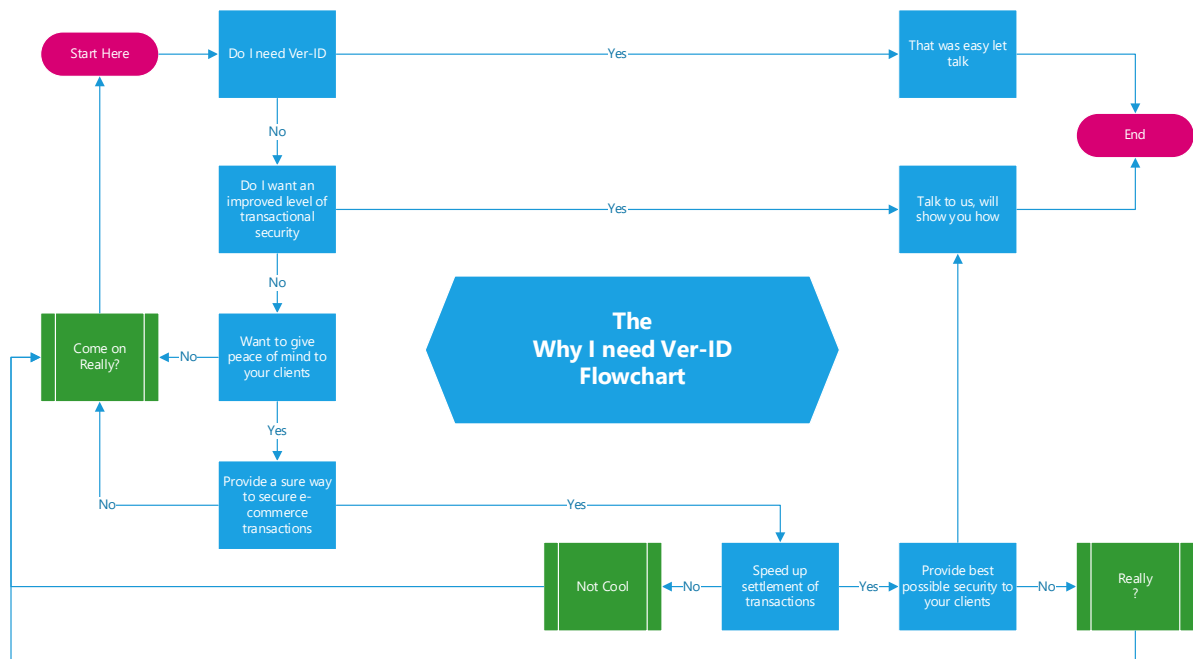 Start Here
Do I need Ver-ID
Yes
That was easy let
talk
End
No
Do I want an
improved level of
transactional
security
Yes
Talk to us, will
show you how
No
The
Why I need Ver-ID
Flowchart
Come on
Really?
No
Want to give
peace of mind to
your clients
Yes
Provide a sure way
to secure e-
commerce
transactions
No
Yes
Not Cool
No
Speed up
settlement of
transactions
Yes
Provide best
possible security to
your clients
No
Really
?